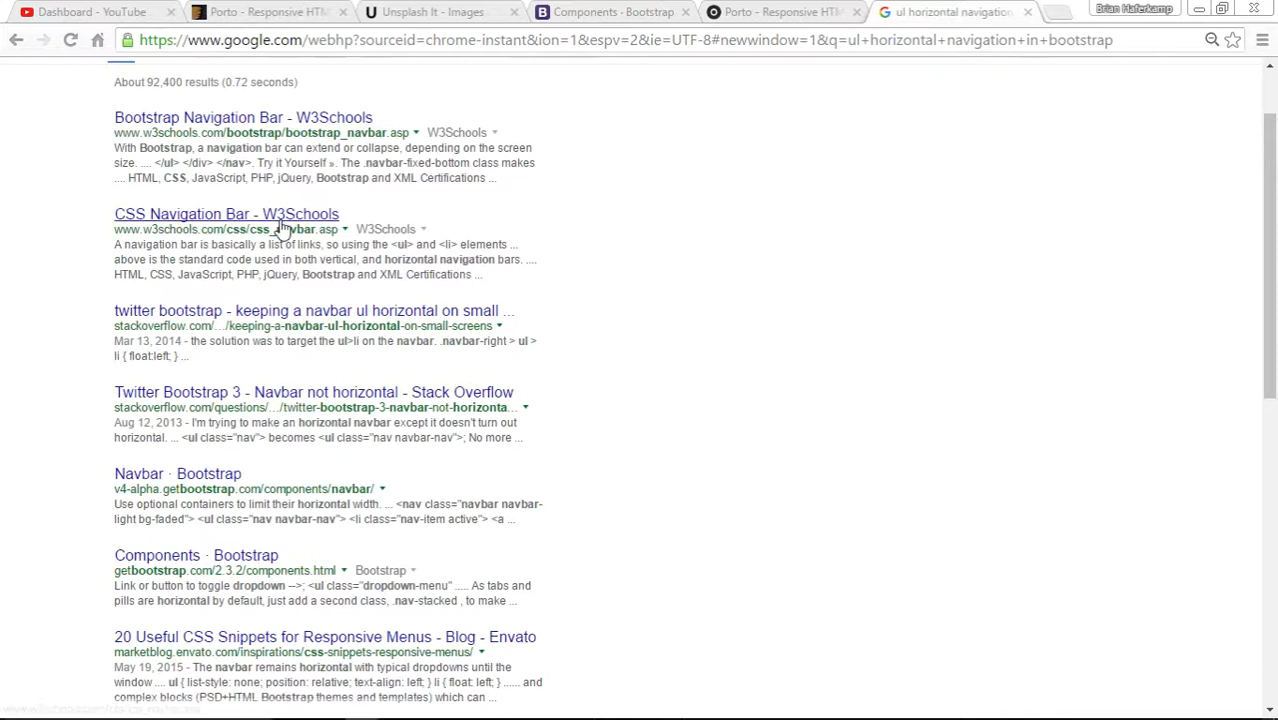 Dashboard - YouTube
Porto - Responsive HTM
Unsplash It - Images
Components · Bootstrap
Porto - Responsive HTM
ul horizontal navigation
Brian Haferkamp
https://www.google.com/webhp?sourceid=chrome-instant&ion=1&espv=2&ie=UTF-8#newwindow=1&q=ul+horizontal+navigation+in+bootstrap
About 92,400 results (0.72 seconds)
Bootstrap Navigation Bar - W3Schools
www.w3schools.com/bootstrap/bootstrap_navbar.asp W3Schools
With Bootstrap, a navigation bar can extend or collapse, depending on the screen
size. .... </ul> </div> </nav>. Try it Yourself ». The .navbar-fixed-bottom class makes
.... HTML, CSS, JavaScript, PHP, jQuery, Bootstrap and XML Certifications ...
CSS Navigation Bar - W3Schools
www.w3schools.com/css/css_navbar.asp W3Schools
A navigation bar is basically a list of links, so using the <ul> and <li> elements ...
above is the standard code used in both vertical, and horizontal navigation bars. ....
HTML, CSS, JavaScript, PHP, jQuery, Bootstrap and XML Certifications ...
twitter bootstrap - keeping a navbar ul horizontal on small ...
stackoverflow.com/.../keeping-a-navbar-ul-horizontal-on-small-screens
Mar 13, 2014 - the solution was to target the ul>li on the navbar. .navbar-right > ul >
li { float:left; } ...
Twitter Bootstrap 3 - Navbar not horizontal - Stack Overflow
stackoverflow.com/questions/.../twitter-bootstrap-3-navbar-not-horizonta...
Aug 12, 2013 - I'm trying to make an horizontal navbar except it doesn't turn out
horizontal. ... <ul class="nav"> becomes <ul class="nav navbar-nav">; No more ...
Navbar · Bootstrap
v4-alpha.getbootstrap.com/components/navbar/
Use optional containers to limit their horizontal width. ... <nav class="navbar navbar-
light bg-faded"> <ul class="nav navbar-nav"> <li class="nav-item active"> <a ...
Components · Bootstrap
getbootstrap.com/2.3.2/components.html Bootstrap
Link or button to toggle dropdown -->; <ul class="dropdown-menu" ..... As tabs and
pills are horizontal by default, just add a second class, .nav-stacked , to make ...
20 Useful CSS Snippets for Responsive Menus - Blog - Envato
marketblog.envato.com/inspirations/css-snippets-responsive-menus/
May 19, 2015 - The navbar remains horizontal with typical dropdowns until the
window .... ul { list-style: none; position: relative; text-align: left; } li { float: left; } ...... and
complex blocks (PSD+HTML Bootstrap themes and templates) which can ...